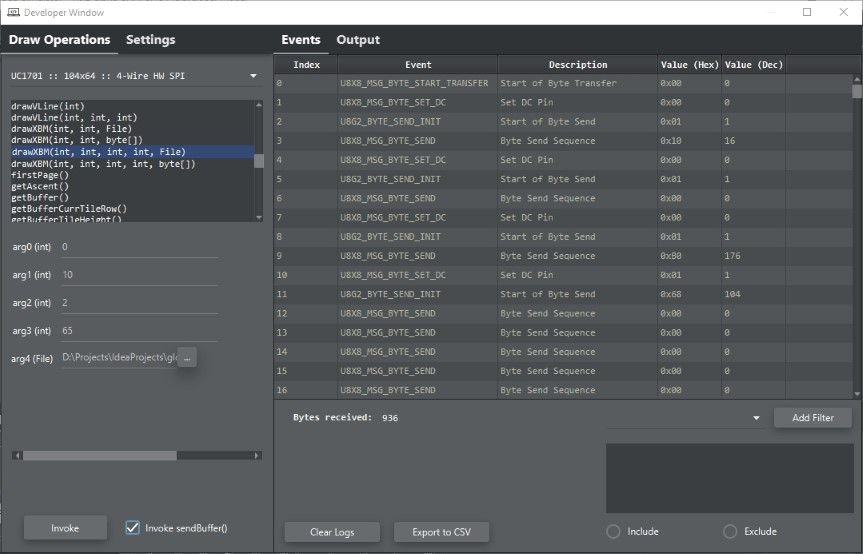 Developer Window
Draw Operations Settings
UC1701 :: 104x64 :: 4-Wire HW SPI
drawVLine(int)
drawVLine(int, int, int)
drawXBM(int, int, File)
drawXBM(int, int, byte[])
drawXBM(int, int, int, int, File)
drawXBM(int, int, int, int, byte[])
firstPage()
getAscent()
getBuffer()
getBufferCurrTileRow()
getBufferTileHeight()
arg0 (int) 0
arg1 (int) 10
arg2 (int) 2
arg3 (int) 65
arg4 (File) D:\Projects\IdeaProjects\glc ...
Invoke Invoke sendBuffer()
Events Output
Index Event Description Value (Hex) Value (Dec)
0 U8X8_MSG_BYTE_START_TRANSFER Start of Byte Transfer 0x00 0
1 U8X8_MSG_BYTE_SET_DC Set DC Pin 0x00 0
2 U8G2_BYTE_SEND_INIT Start of Byte Send 0x01 1
3 U8X8_MSG_BYTE_SEND Byte Send Sequence 0x10 16
4 U8X8_MSG_BYTE_SET_DC Set DC Pin 0x00 0
5 U8G2_BYTE_SEND_INIT Start of Byte Send 0x01 1
6 U8X8_MSG_BYTE_SEND Byte Send Sequence 0x00 0
7 U8X8_MSG_BYTE_SET_DC Set DC Pin 0x00 0
8 U8G2_BYTE_SEND_INIT Start of Byte Send 0x01 1
9 U8X8_MSG_BYTE_SEND Byte Send Sequence 0xB0 176
10 U8X8_MSG_BYTE_SET_DC Set DC Pin 0x01 1
11 U8G2_BYTE_SEND_INIT Start of Byte Send 0x68 104
12 U8X8_MSG_BYTE_SEND Byte Send Sequence 0x00 0
13 U8X8_MSG_BYTE_SEND Byte Send Sequence 0x00 0
14 U8X8_MSG_BYTE_SEND Byte Send Sequence 0x00 0
15 U8X8_MSG_BYTE_SEND Byte Send Sequence 0x00 0
16 U8X8_MSG_BYTE_SEND Byte Send Sequence 0x00 0
Bytes received: 936
Add Filter
Clear Logs Export to CSV
Include Exclude